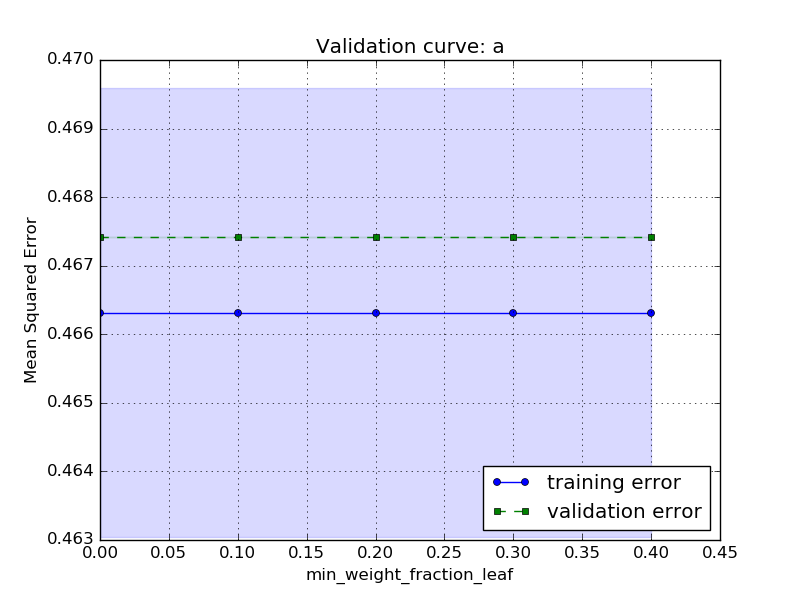 Validation curve: a
0.470
0.469
0.468
0.467
0.466
0.465
0.464
0.463
Mean Squared Error
training error
validation error
0.00 0.05 0.10 0.15 0.20 0.25 0.30 0.35 0.40 0.45
min_weight_fraction_leaf